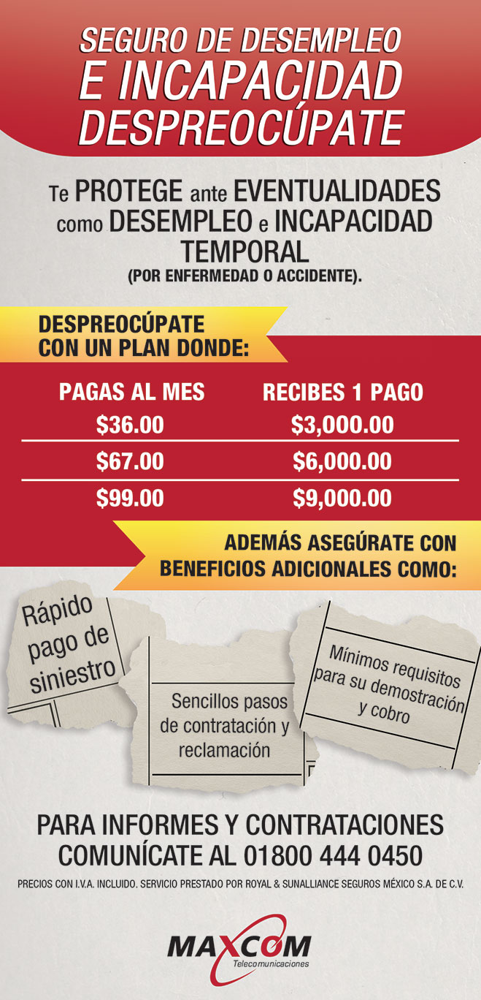 SEGURO DE DESEMPLEO
E INCAPACIDAD
DESPREOCÚPATE
Te PROTEGE ante EVENTUALIDADES
como DESEMPLEO e INCAPACIDAD
TEMPORAL
(POR ENFERMEDAD O ACCIDENTE).
DESPREOCÚPATE
CON UN PLAN DONDE:
PAGAS AL MES RECIBES 1 PAGO
$36.00 $3,000.00
$67.00 $6,000.00
$99.00 $9,000.00
ADEMÁS ASEGÚRATE CON
BENEFICIOS ADICIONALES COMO:
Rápido
pago de
siniestro
Sencillos pasos
de contratación y
reclamación
Mínimos requisitos
para su demostración
y cobro
PARA INFORMES Y CONTRATACIONES
COMUNÍCATE AL 01800 444 0450
PRECIOS CON I.V.A. INCLUIDO. SERVICIO PRESTADO POR ROYAL & SUNALLIANCE SEGUROS MÉXICO S.A. DE C.V.
MAXCOM
Telecomunicaciones